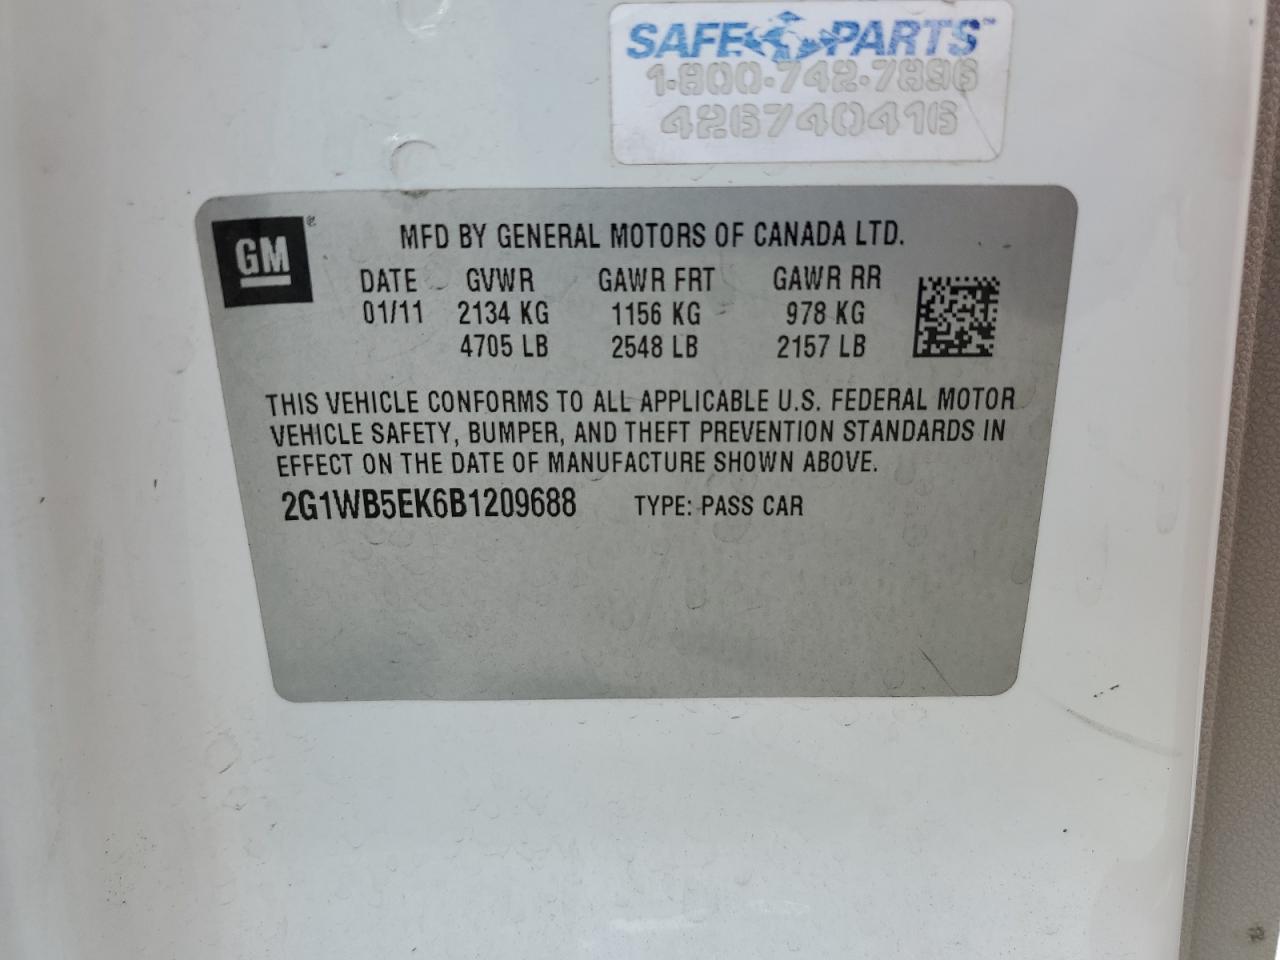 SAFE PARTS™
1-800-742-7896
426740416
GM®
MFD BY GENERAL MOTORS OF CANADA LTD.
DATE GVWR GAWR FRT GAWR RR
01/11 2134 KG 1156 KG 978 KG
4705 LB 2548 LB 2157 LB
THIS VEHICLE CONFORMS TO ALL APPLICABLE U.S. FEDERAL MOTOR
VEHICLE SAFETY, BUMPER, AND THEFT PREVENTION STANDARDS IN
EFFECT ON THE DATE OF MANUFACTURE SHOWN ABOVE.
2G1WB5EK6B1209688 TYPE: PASS CAR